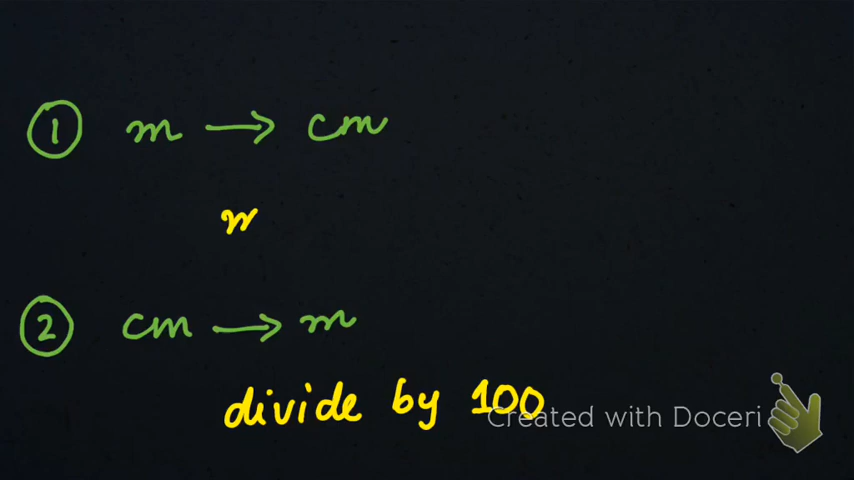 ① m → cm
② cm → m
divide by 100
Created with Doceri